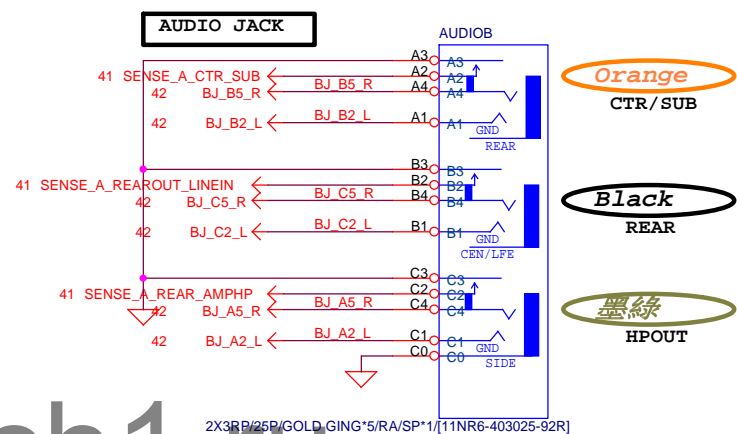 AUDIO JACK
AUDIOB
A3 A3
41 SENSE_A_CTR_SUB A2 A2
42 BJ_B5_R BJ_B5_R A4 A4
42 BJ_B2_L BJ_B2_L A1 A1
GND
REAR
Orange
CTR/SUB
B3 B3
41 SENSE_A_REAROUT_LINEIN B2 B2
42 BJ_C5_R BJ_C5_R B4 B4
42 BJ_C2_L BJ_C2_L B1 B1
GND
CEN/LFE
Black
REAR
C3 C3
41 SENSE_A_REAR_AMPHP C2 C2
42 BJ_A5_R BJ_A5_R C4 C4
42 BJ_A2_L BJ_A2_L C1 C1
GND
C0 C0
SIDE
墨綠
HPOUT
2X3RP/25P/GOLD GING*5/RA/SP*1/[11NR6-403025-92R]